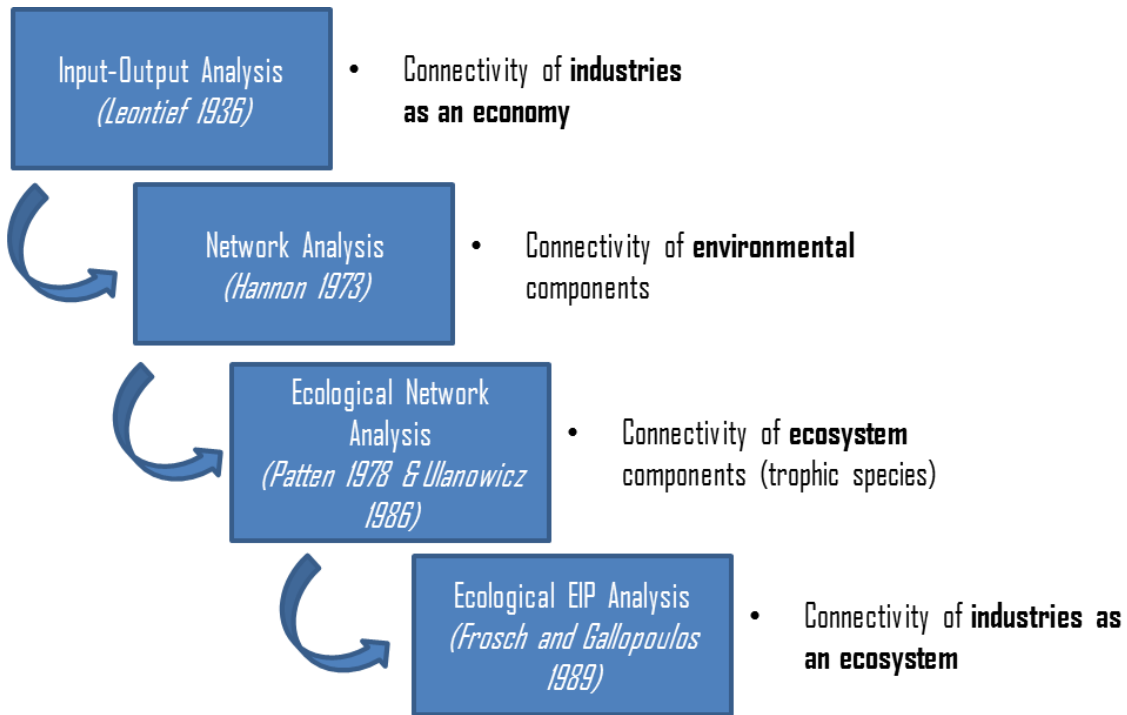 Input-Output Analysis
(Leontief 1936)
• Connectivity of industries
as an economy
Network Analysis
(Hannon 1973)
• Connectivity of environmental
components
Ecological Network
Analysis
(Patten 1978 & Ulanowicz
1986)
• Connectivity of ecosystem
components (trophic species)
Ecological EIP Analysis
(Frosch and Gallopoulos
1989)
• Connectivity of industries as
an ecosystem